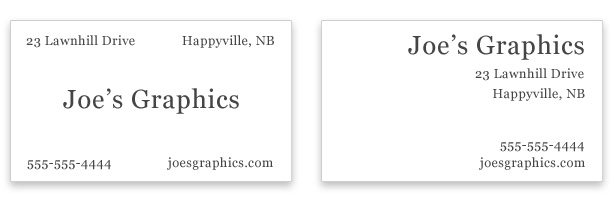 23 Lawnhill Drive Happyville, NB
Joe's Graphics
555-555-4444 joesgraphics.com
Joe's Graphics
23 Lawnhill Drive
Happyville, NB
555-555-4444
joesgraphics.com